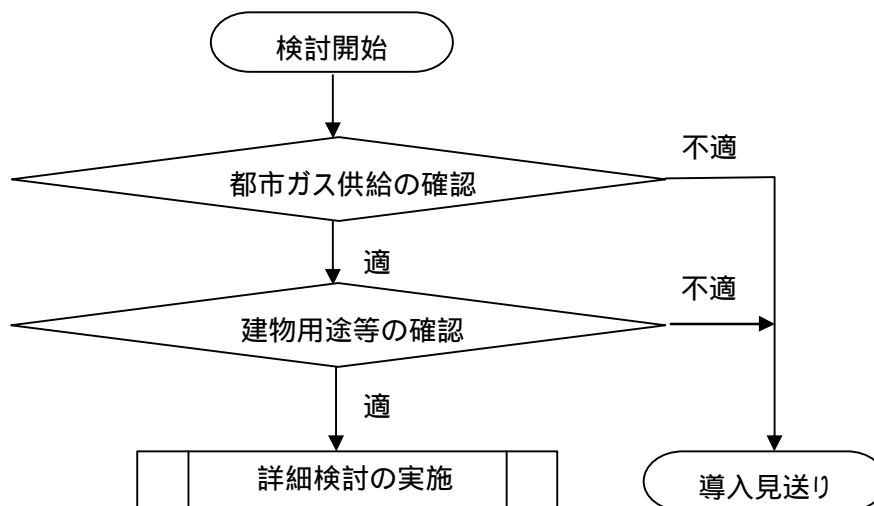 検討開始
不適
都市ガス供給の確認
適
不適
建物用途等の確認
適
詳細検討の実施
導入見送り